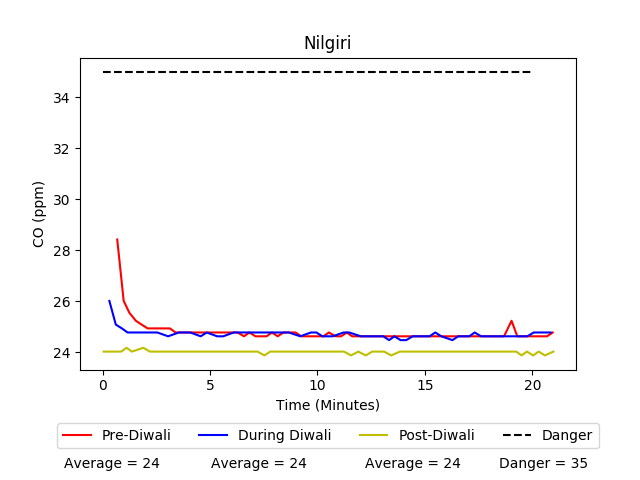 Nilgiri
34
32
30
28
26
24
CO (ppm)
0 5 10 15 20
Time (Minutes)
Pre-Diwali During Diwali Post-Diwali Danger
Average = 24 Average = 24 Average = 24 Danger = 35